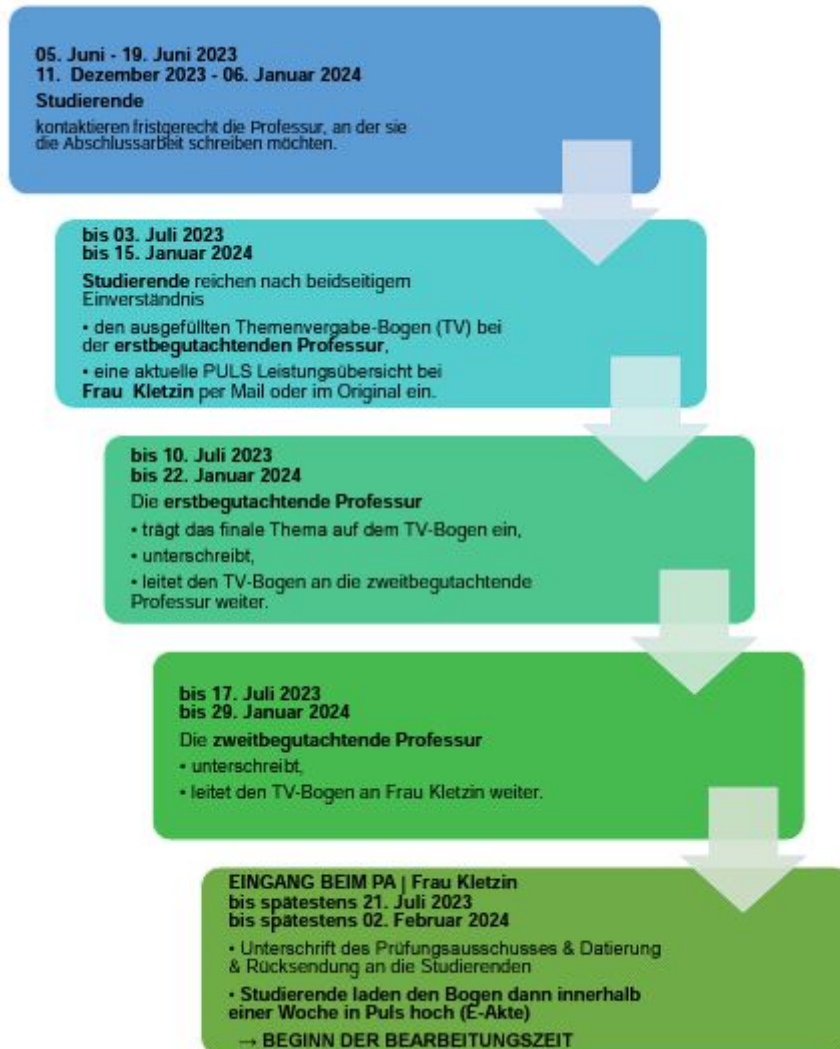 05. Juni - 19. Juni 2023
11. Dezember 2023 - 06. Januar 2024
Studierende
kontaktieren fristgerecht die Professur, an der sie
die Abschlussarbeit schreiben möchten.
bis 03. Juli 2023
bis 15. Januar 2024
Studierende reichen nach beidseitigem
Einverständnis
• den ausgefüllten Themenvergabe-Bogen (TV) bei
der erstbegutachtenden Professur,
• eine aktuelle PULS Leistungsübersicht bei
Frau Kletzin per Mail oder im Original ein.
bis 10. Juli 2023
bis 22. Januar 2024
Die erstbegutachtende Professur
• trägt das finale Thema auf dem TV-Bogen ein,
• unterschreibt,
• leitet den TV-Bogen an die zweitbegutachtende
Professur weiter.
bis 17. Juli 2023
bis 29. Januar 2024
Die zweitbegutachtende Professur
• unterschreibt,
• leitet den TV-Bogen an Frau Kletzin weiter.
EINGANG BEIM PA | Frau Kletzin
bis spätestens 21. Juli 2023
bis spätestens 02. Februar 2024
• Unterschrift des Prüfungsausschusses & Datierung
& Rücksendung an die Studierenden
• Studierende laden den Bogen dann innerhalb
einer Woche in Puls hoch (E-Akte)
→ BEGINN DER BEARBEITUNGSZEIT